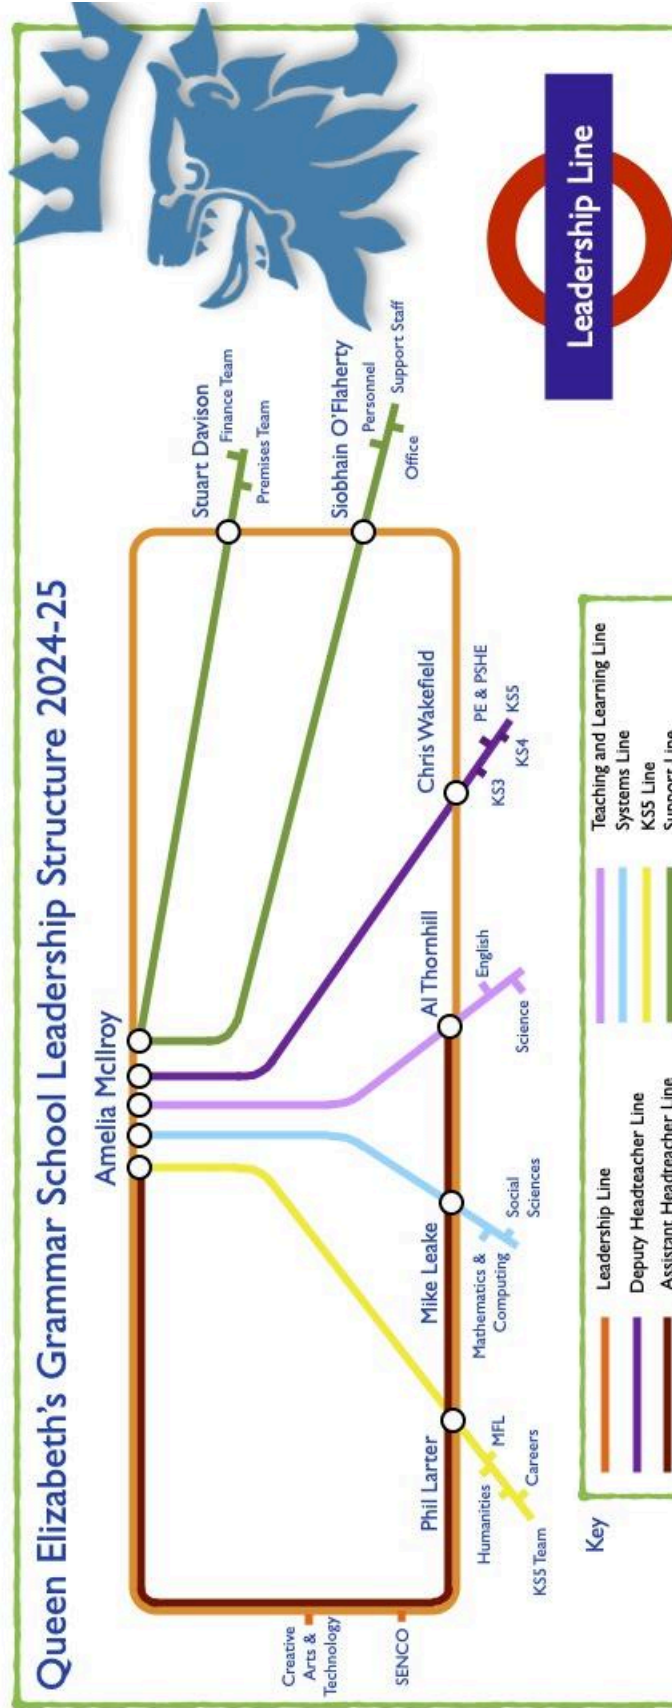 Queen Elizabeth's Grammar School Leadership Structure 2024-25
Amelia McIlroy
Stuart Davison
Finance Team
Premises Team
Siobhain O'Flaherty
Personnel
Support Staff
Office
Chris Wakefield
KS3
PE & PSHE
KS4
KS5
Al Thornhill
English
Science
Mike Leake
Mathematics &
Computing
Social
Sciences
Phil Larter
Humanities
MFL
KS5 Team
Careers
Creative
Arts &
Technology
SENCO
Leadership Line
Key
Leadership Line
Deputy Headteacher Line
Assistant Headteacher Line
Teaching and Learning Line
Systems Line
KS5 Line
Support Line